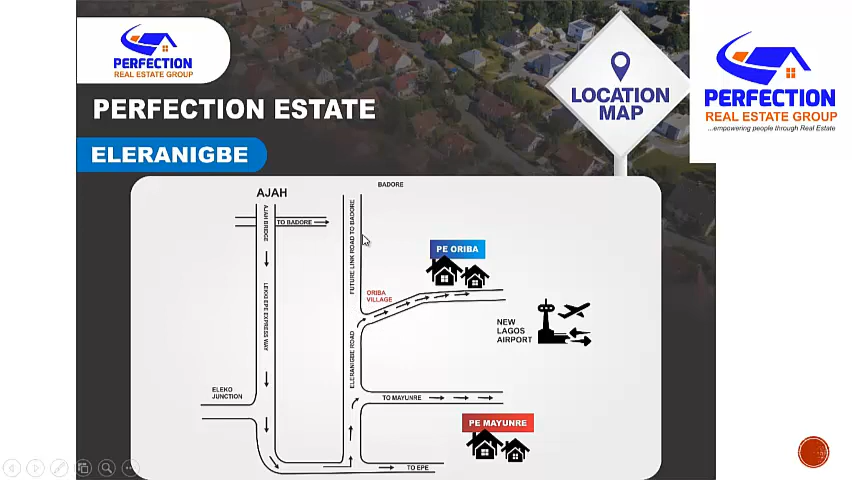 PERFECTION
REAL ESTATE GROUP
PERFECTION ESTATE
ELERANIGBE
LOCATION
MAP
PERFECTION
REAL ESTATE GROUP
...empowering people through Real Estate
AJAH
BADORE
AJAH BRIDGE
TO BADORE
FUTURE LINK ROAD TO BADORE
PE ORIBA
LEKKI EPE EXPRESS WAY
ORIBA
VILLAGE
NEW
LAGOS
AIRPORT
ELERANIGBE ROAD
ELEKO
JUNCTION
TO MAYUNRE
PE MAYUNRE
TO EPE